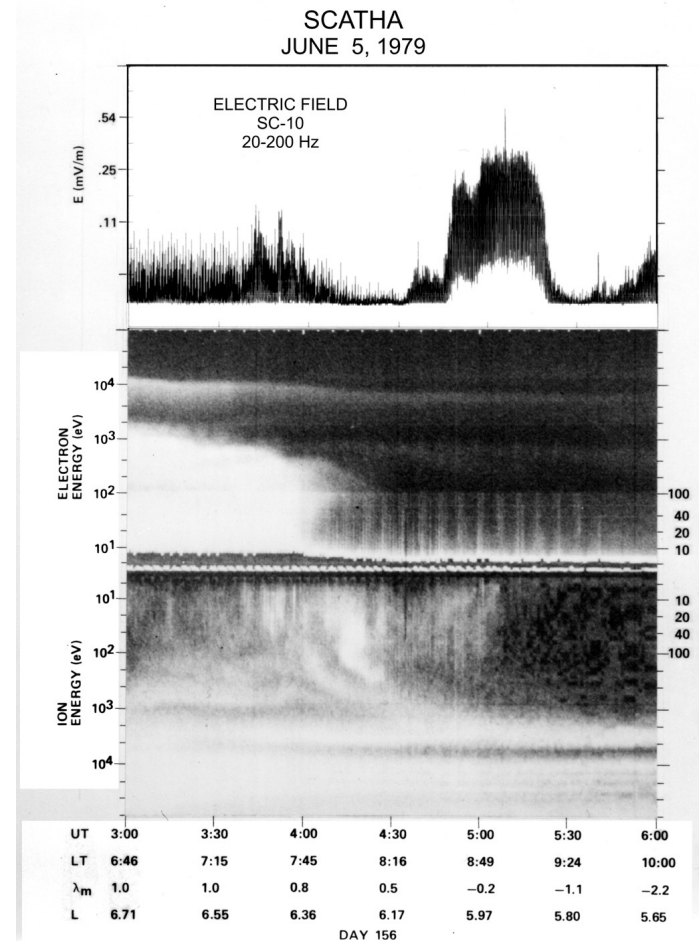 SCATHA
JUNE 5, 1979
ELECTRIC FIELD
SC-10
20-200 Hz
E (mV/m)
.54
.25
.11
ELECTRON
ENERGY (eV)
10⁴
10³
10²
10¹
100
40
20
10
ION
ENERGY (eV)
10¹
10²
10³
10⁴
10
20
40
100
UT 3:00 3:30 4:00 4:30 5:00 5:30 6:00
LT 6:46 7:15 7:45 8:16 8:49 9:24 10:00
λm 1.0 1.0 0.8 0.5 −0.2 −1.1 −2.2
L 6.71 6.55 6.36 6.17 5.97 5.80 5.65
DAY 156